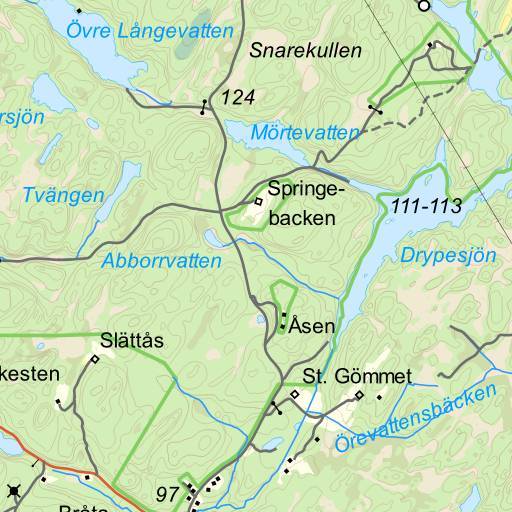 Övre Långevatten
Snarekullen
124
rsjön
Mörtevatten
Tvängen
Springe-
backen
111-113
Abborrvatten
Drypesjön
Åsen
Slättås
kesten
St. Gömmet
Örevattensbäcken
97